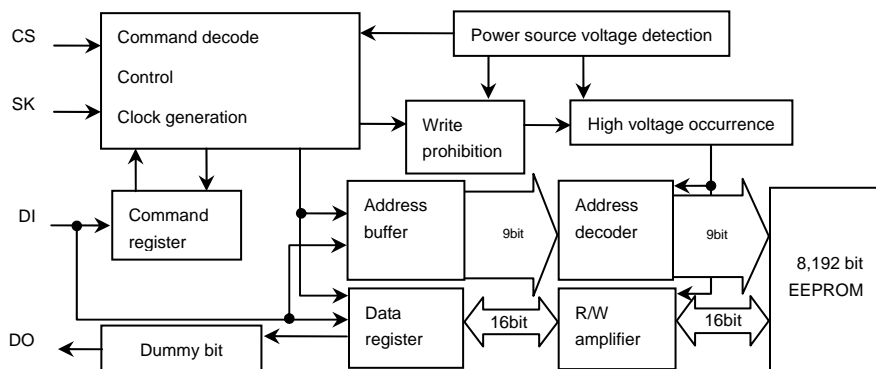 CS
Command decode
Power source voltage detection
Control
SK
Clock generation
Write
prohibition
High voltage occurrence
DI
Command
register
Address
buffer
9bit
Address
decoder
9bit
8,192 bit
EEPROM
Data
register
16bit
R/W
amplifier
16bit
DO
Dummy bit